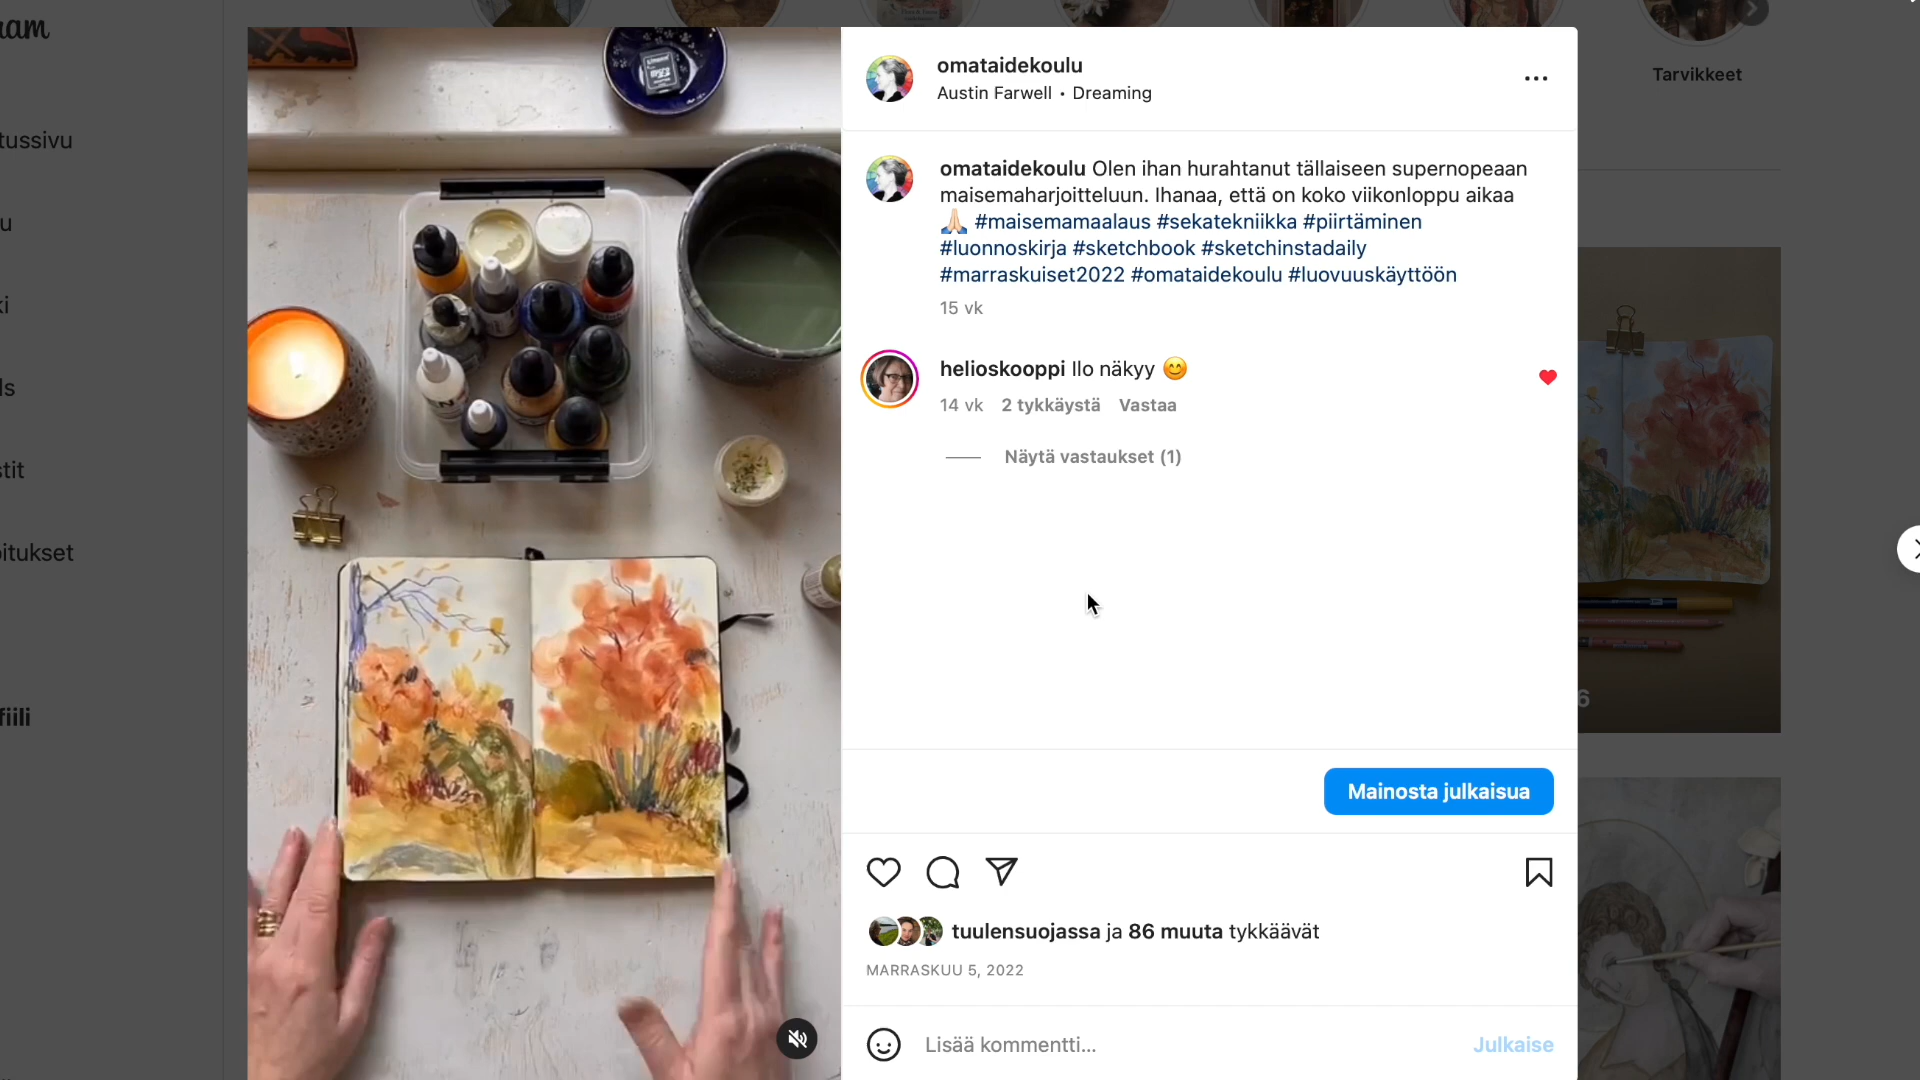 am
tussivu
u
ki
ls
stit
oitukset
fiili
Tarvikkeet
6
omataidekoulu
Austin Farwell • Dreaming
omataidekoulu Olen ihan hurahtanut tällaiseen supernopeaan
maisemaharjoitteluun. Ihanaa, että on koko viikonloppu aikaa
🙏🏻 #maisemamaalaus #sekatekniikka #piirtäminen
#luonnoskirja #sketchbook #sketchinstadaily
#marraskuiset2022 #omataidekoulu #luovuuskäyttöön
15 vk
helioskooppi Ilo näkyy 😊
14 vk 2 tykkäystä Vastaa
Näytä vastaukset (1)
Mainosta julkaisua
tuulensuojassa ja 86 muuta tykkäävät
MARRASKUU 5, 2022
Lisää kommentti...
Julkaise